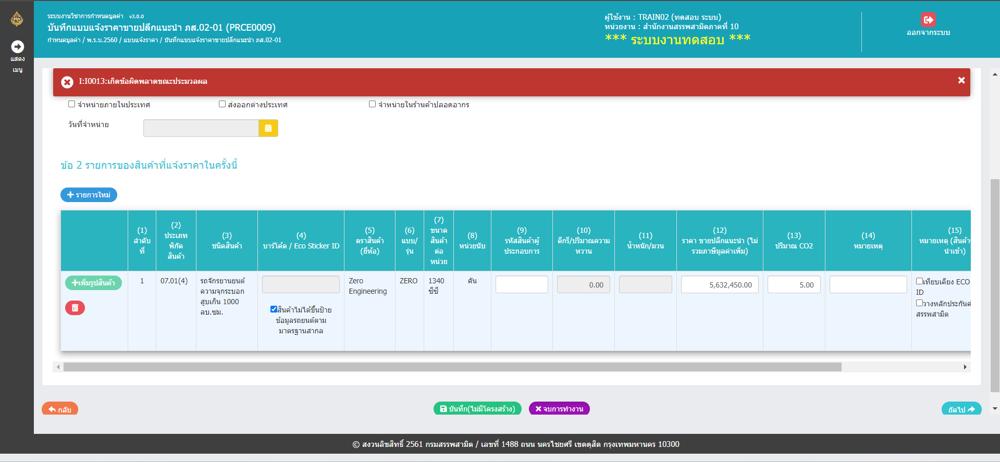 แสดง
เมนู
ระบบงานวิชาการกำหนดมูลค่า v3.0.0
บันทึกแบบแจ้งราคาขายปลีกแนะนำ ภส.02-01 (PRCE0009)
กำหนดมูลค่า / พ.ร.บ.2560 / แบบแจ้งราคา / บันทึกแบบแจ้งราคาขายปลีกแนะนำ ภส.02-01
ผู้ใช้งาน : TRAIN02 (ทดสอบ ระบบ)
หน่วยงาน : สำนักงานสรรพสามิตภาคที่ 10
*** ระบบงานทดสอบ ***
ออกจากระบบ
I:I0013:เกิดข้อผิดพลาดขณะประมวลผล
จำหน่ายภายในประเทศ
ส่งออกต่างประเทศ
จำหน่ายในร้านค้าปลอดอากร
วันที่จำหน่าย
ข้อ 2 รายการของสินค้าที่แจ้งราคาในครั้งนี้
รายการใหม่
(1)
ลำดับ
ที่
(2)
ประเภท
พิกัด
สินค้า
(3)
ชนิดสินค้า
(4)
บาร์โค้ด / Eco Sticker ID
(5)
ตราสินค้า
(ยี่ห้อ)
(6)
แบบ/
รุ่น
(7)
ขนาด
สินค้า
ต่อ
หน่วย
(8)
หน่วยนับ
(9)
รหัสสินค้าผู้
ประกอบการ
(10)
ดีกรี/ปริมาณความ
หวาน
(11)
น้ำหนัก/มวน
(12)
ราคา ขายปลีกแนะนำ (ไม่
รวมภาษีมูลค่าเพิ่ม)
(13)
ปริมาณ CO2
(14)
หมายเหตุ
(15)
หมายเหตุ (สินค้า
นำเข้า)
เพิ่มรูปสินค้า
1
07.01(4)
รถจักรยานยนต์
ความจุกระบอก
สูบเกิน 1000
ลบ.ซม.
สินค้าไม่ได้ขึ้นป้าย
ข้อมูลรถยนต์ตาม
มาตรฐานสากล
Zero
Engineering
ZERO
1340
ซีซี
คัน
0.00
5,632,450.00
5.00
เทียบเคียง ECO
ID
วางหลักประกันค่
สรรพสามิต
กลับ
บันทึก(ไม่มีโครงสร้าง)
จบการทำงาน
ถัดไป
© สงวนลิขสิทธิ์ 2561 กรมสรรพสามิต / เลขที่ 1488 ถนน นครไชยศรี เขตดุสิต กรุงเทพมหานคร 10300